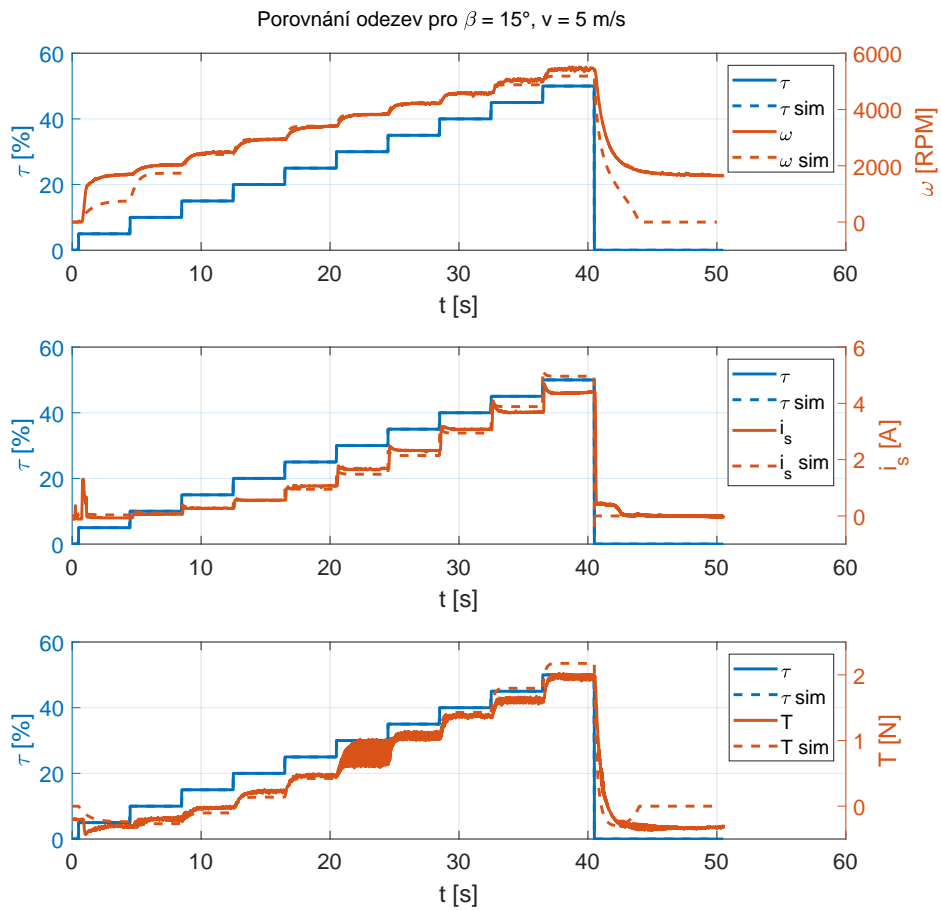 Porovnání odezev pro β = 15°, v = 5 m/s
60
40
20
0
τ [%]
6000
4000
2000
0
ω [RPM]
τ
τ sim
ω
ω sim
0 10 20 30 40 50 60
t [s]
60
40
20
0
τ [%]
6
4
2
0
i_s [A]
τ
τ sim
i_s
i_s sim
0 10 20 30 40 50 60
t [s]
60
40
20
0
τ [%]
2
1
0
T [N]
τ
τ sim
T
T sim
0 10 20 30 40 50 60
t [s]